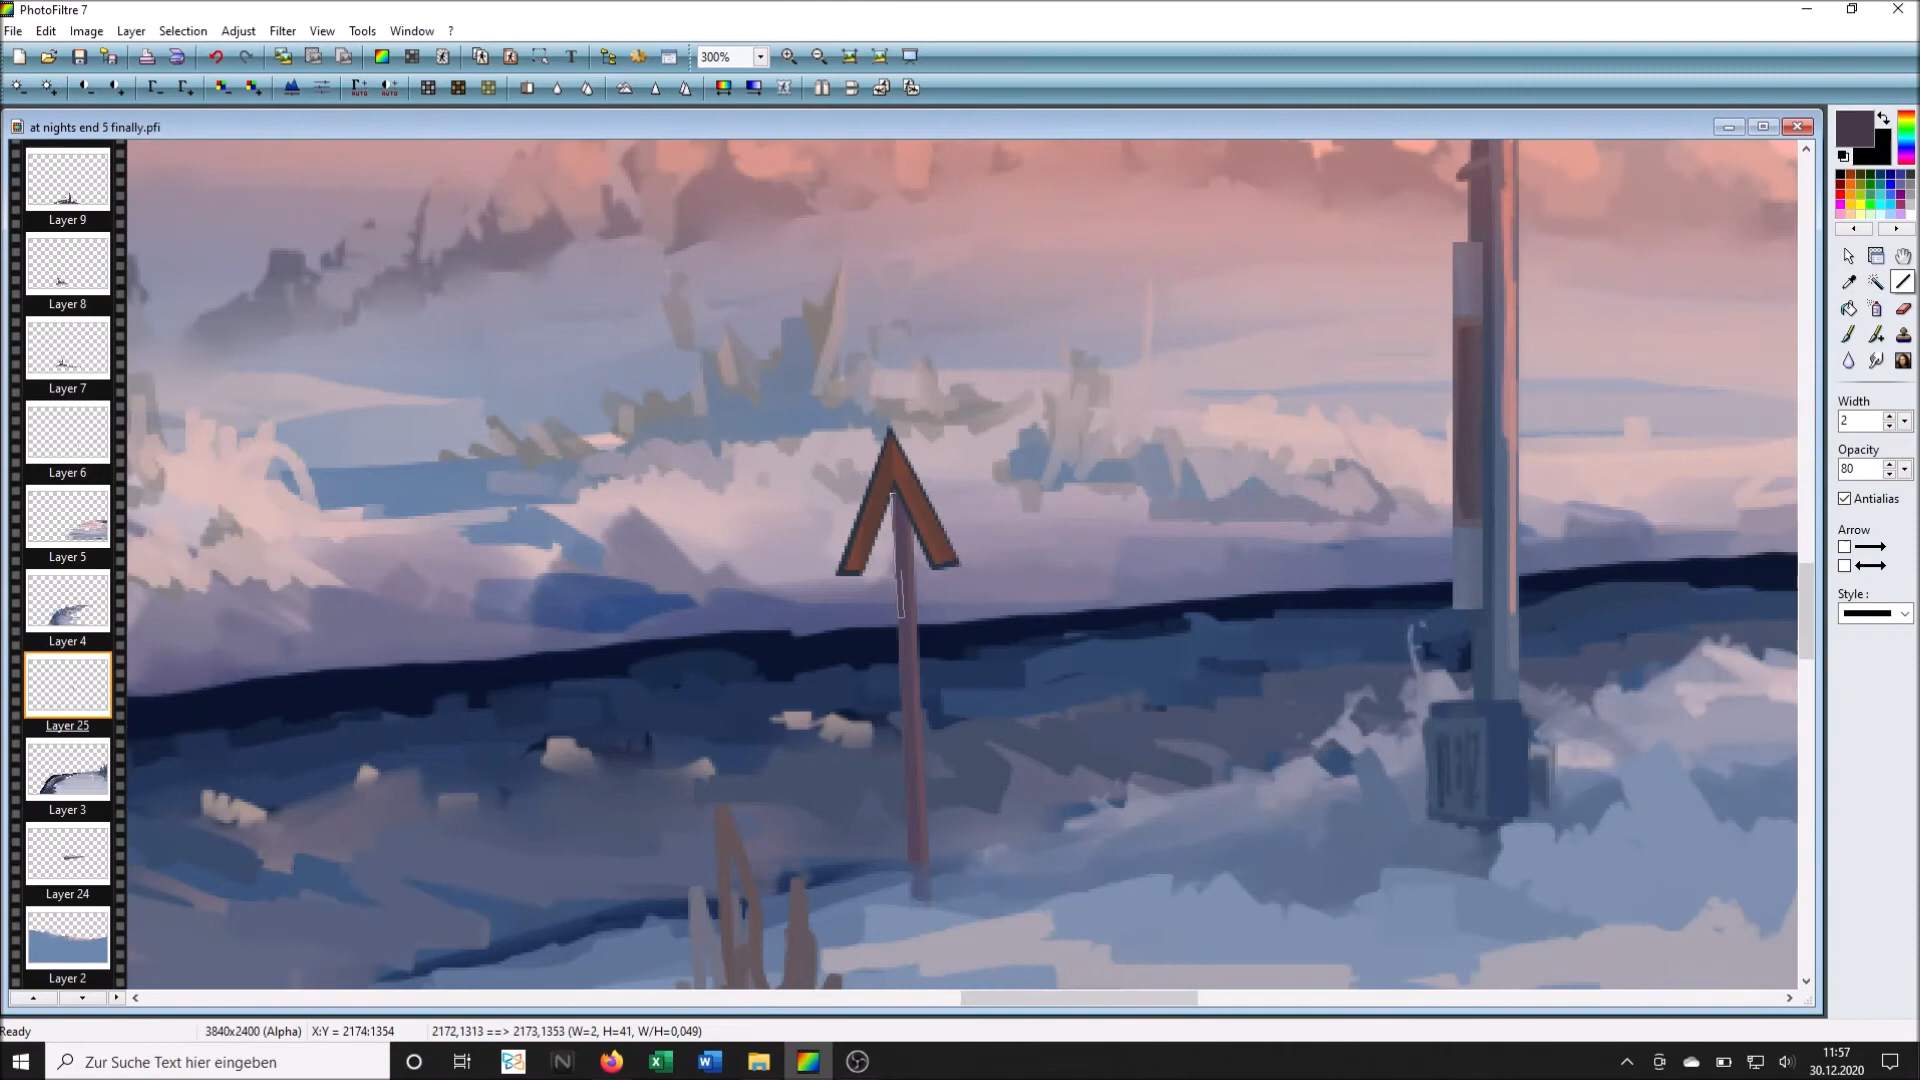 PhotoFiltre 7
File Edit Image Layer Selection Adjust Filter View Tools Window ?
300%
AUTO AUTO
at nights end 5 finally.pfi
Layer 9
Layer 8
Layer 7
Layer 6
Layer 5
Layer 4
Layer 25
Layer 3
Layer 24
Layer 2
Width
2
Opacity
80
Antialias
Arrow
Style :
Ready 3840x2400 (Alpha) X:Y = 2174:1354 2172,1313 ==> 2173,1353 (W=2, H=41, W/H=0,049)
Zur Suche Text hier eingeben
11:57
30.12.2020